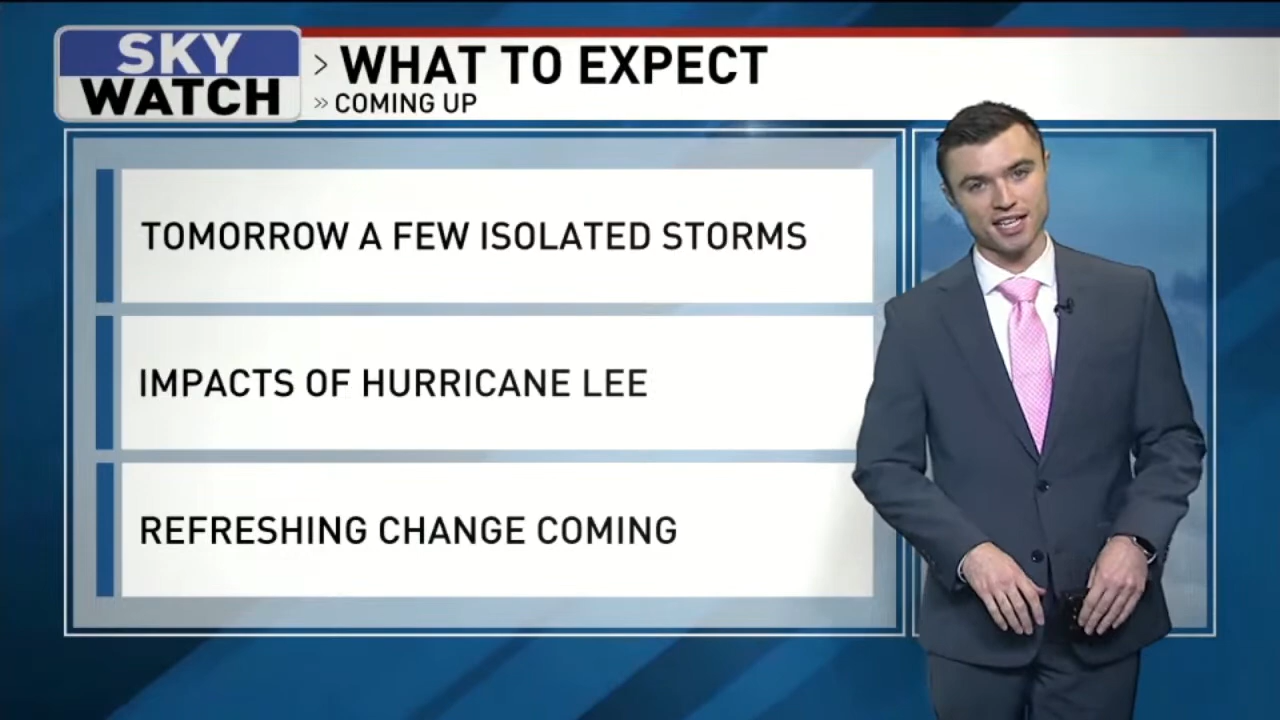 SKY
WATCH
> WHAT TO EXPECT
» COMING UP
TOMORROW A FEW ISOLATED STORMS
IMPACTS OF HURRICANE LEE
REFRESHING CHANGE COMING